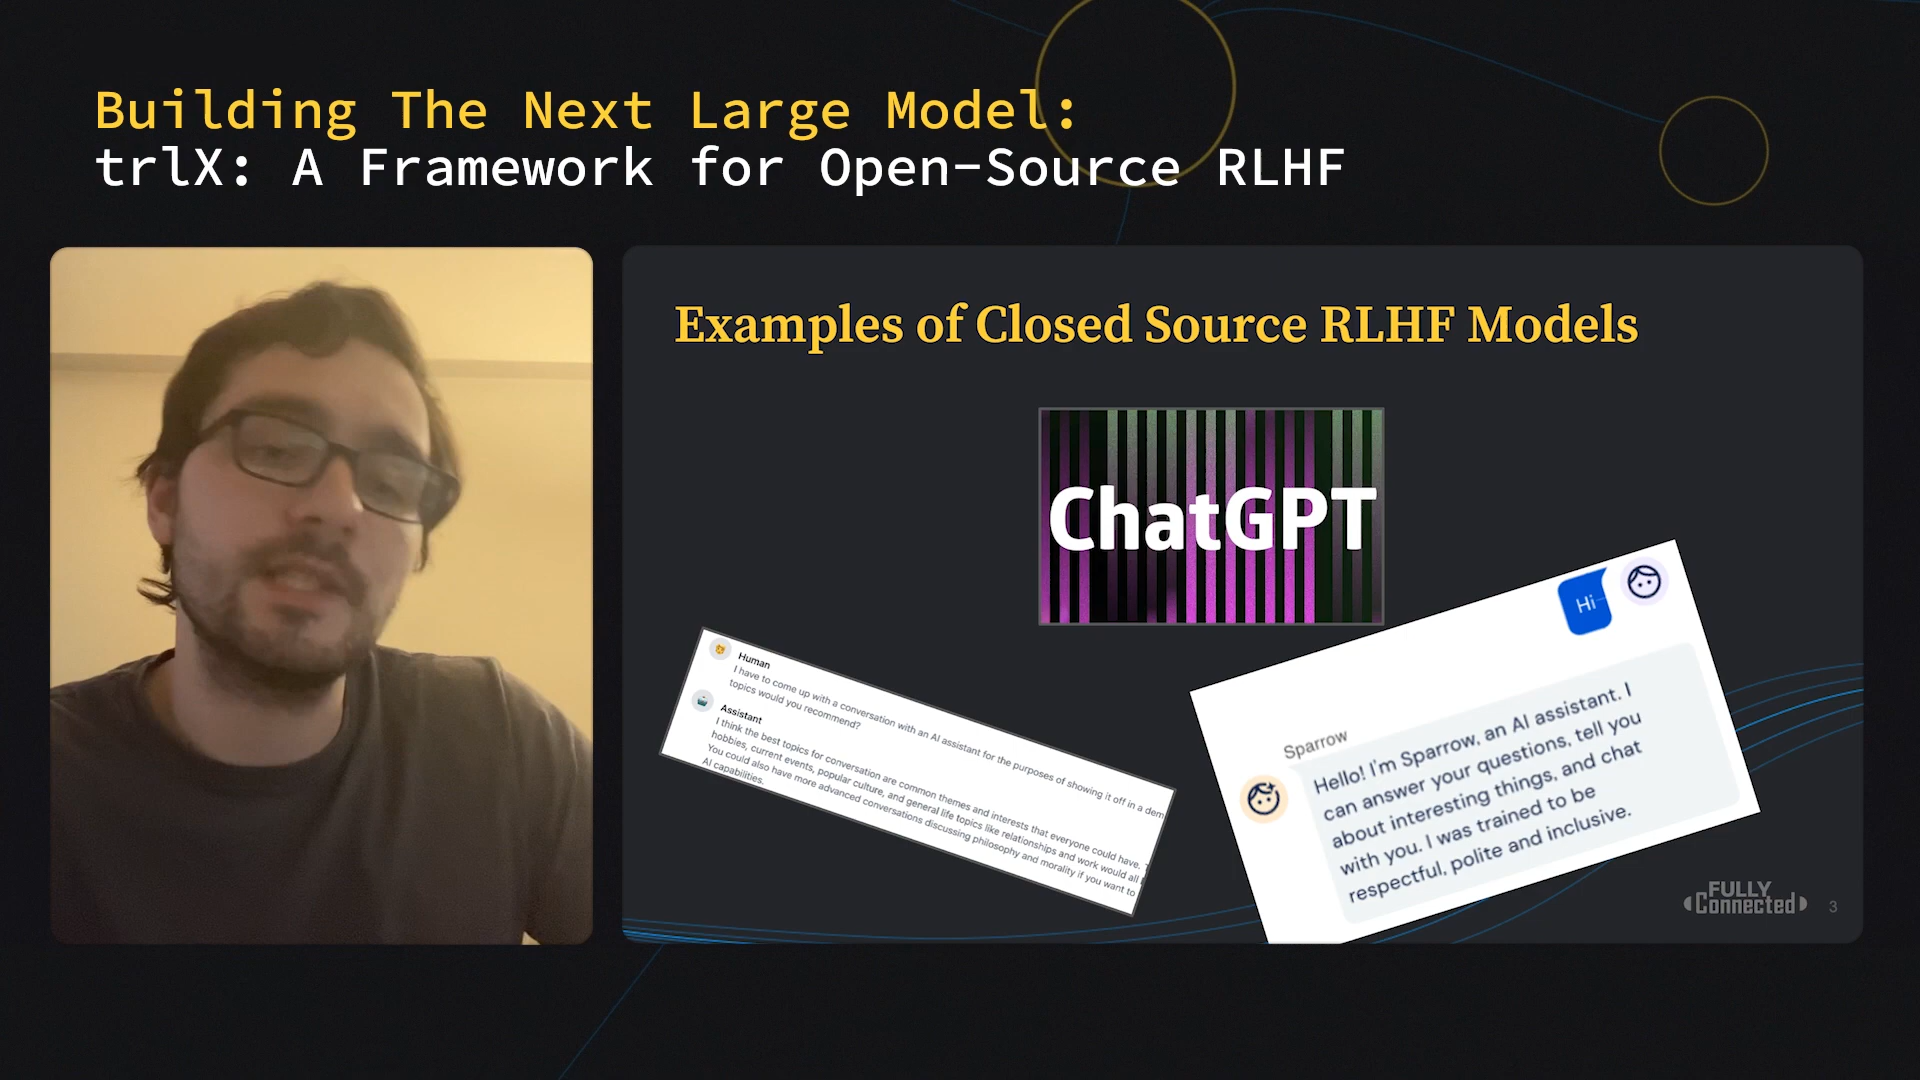 Building The Next Large Model:
trlX: A Framework for Open-Source RLHF
Examples of Closed Source RLHF Models
ChatGPT
Human
I have to come up with a conversation with an AI assistant for the purposes of showing it off in a dem
topics would you recommend?
Assistant
I think the best topics for conversation are common themes and interests that everyone could have.
hobbies, current events, popular culture, and general life topics like relationships and work would all
You could also have more advanced conversations discussing philosophy and morality if you want to
AI capabilities.
Hi
Sparrow
Hello! I'm Sparrow, an AI assistant. I
can answer your questions, tell you
about interesting things, and chat
with you. I was trained to be
respectful, polite and inclusive.
FULLY
Connected
3